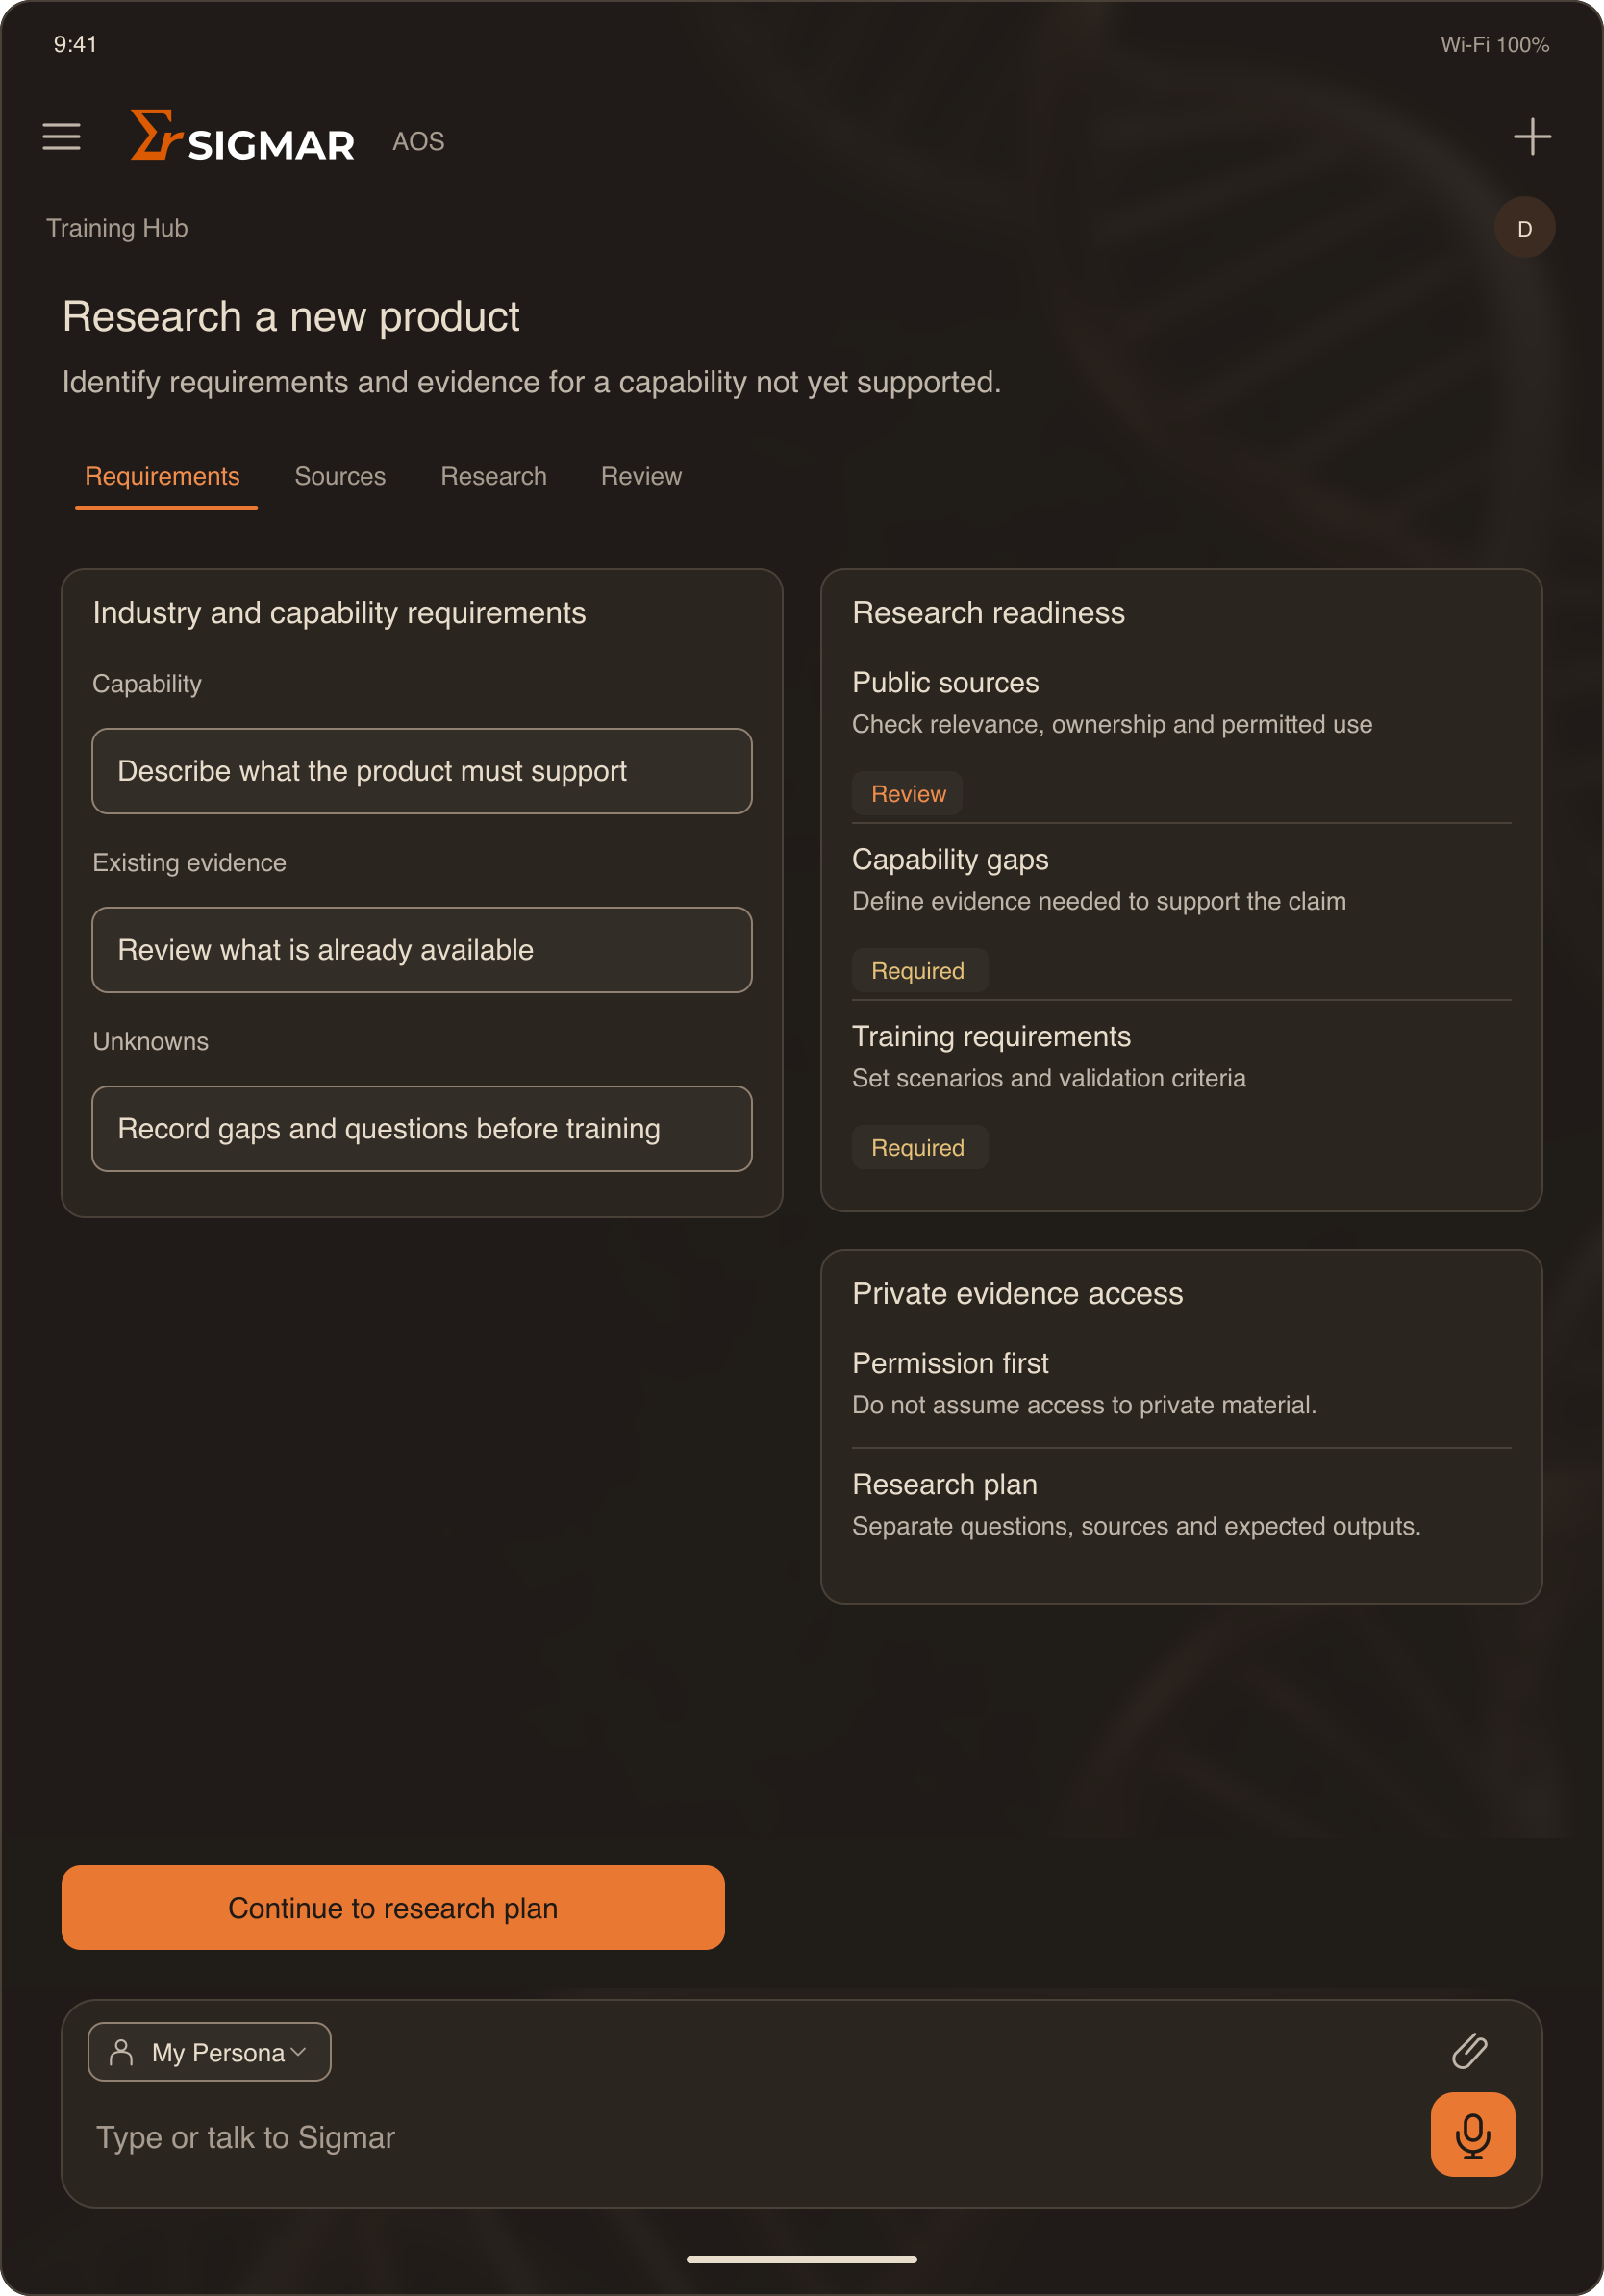 9:41
Wi-Fi 100%
Σr SIGMAR AOS
Training Hub
D
Research a new product
Identify requirements and evidence for a capability not yet supported.
Requirements
Sources
Research
Review
Industry and capability requirements
Capability
Describe what the product must support
Existing evidence
Review what is already available
Unknowns
Record gaps and questions before training
Research readiness
Public sources
Check relevance, ownership and permitted use
Review
Capability gaps
Define evidence needed to support the claim
Required
Training requirements
Set scenarios and validation criteria
Required
Private evidence access
Permission first
Do not assume access to private material.
Research plan
Separate questions, sources and expected outputs.
Continue to research plan
My Persona
Type or talk to Sigmar